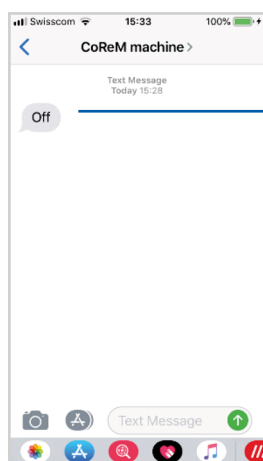 Swisscom 15:33 100%
CoReM machine >
Text Message
Today 15:28
Off
Text Message